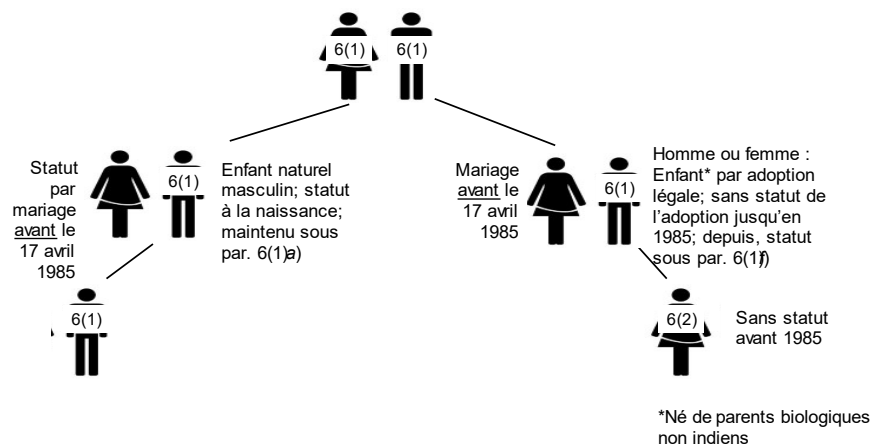 6(1)
6(1)
Statut
par
mariage
avant le
17 avril
1985
6(1)
Enfant naturel
masculin; statut
à la naissance;
maintenu sous
par. 6(1)a)
Mariage
avant le
17 avril
1985
6(1)
Homme ou femme :
Enfant* par adoption
légale; sans statut de
l'adoption jusqu'en
1985; depuis, statut
sous par. 6(1)f)
6(1)
6(2)
Sans statut
avant 1985
*Né de parents biologiques
non indiens